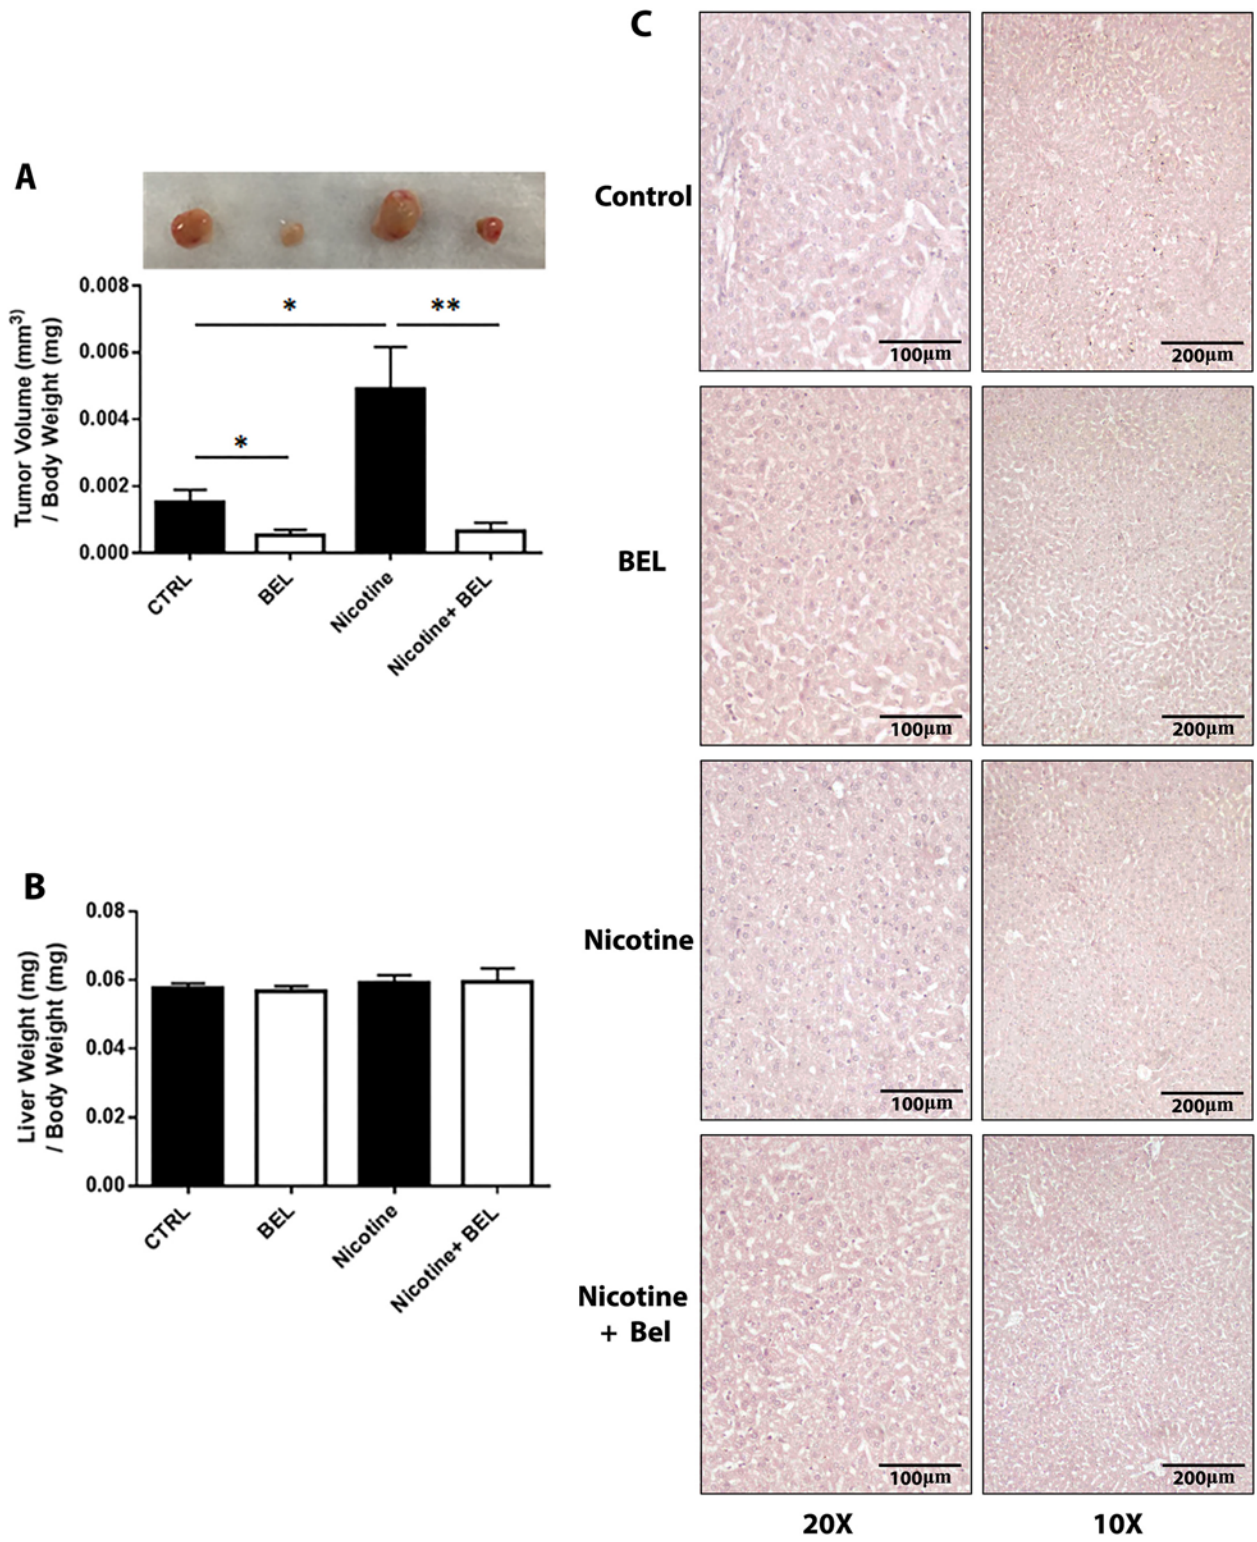 A
*
**
*
0.008
0.006
0.004
0.002
0.000
Tumor Volume (mm³)
/ Body Weight (mg)
CTRL
BEL
Nicotine
Nicotine+ BEL
B
0.08
0.06
0.04
0.02
0.00
Liver Weight (mg)
/ Body Weight (mg)
CTRL
BEL
Nicotine
Nicotine+ BEL
C
Control
100µm
200µm
BEL
100µm
200µm
Nicotine
100µm
200µm
Nicotine
+ Bel
100µm
200µm
20X
10X